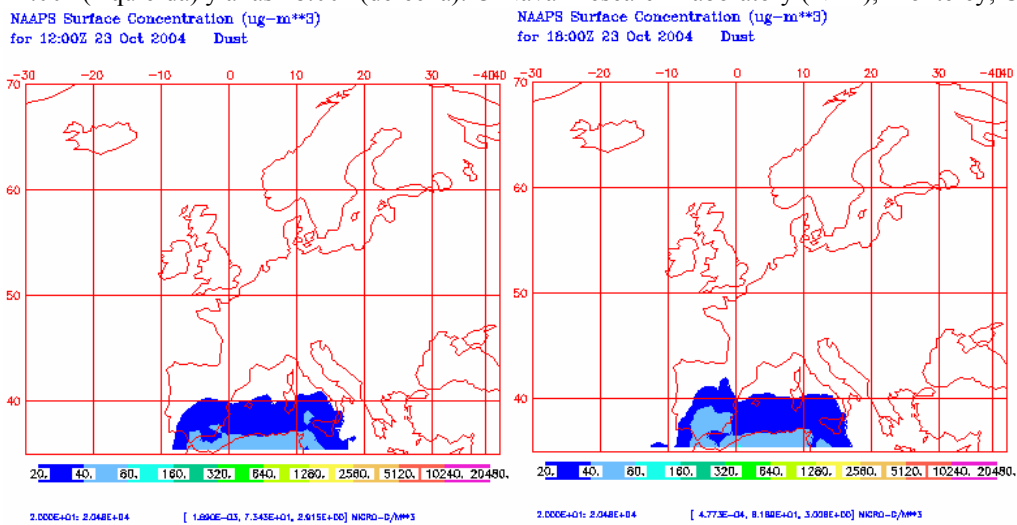 NAAPS Surface Concentration (ug-m**3)
for 12:00Z 23 Oct 2004 Dust
-30 -20 -10 0 10 20 30 -40
70
60
50
40
20. 40. 80. 160. 320. 640. 1280. 2560. 5120. 10240. 20480.
2.000E+01: 2.048E+04 [ 1.890E-03, 7.343E+01, 2.915E+00] MICRO-G/M**3
NAAPS Surface Concentration (ug-m**3)
for 18:00Z 23 Oct 2004 Dust
-30 -20 -10 0 10 20 30 -40
70
60
50
40
20. 40. 80. 160. 320. 640. 1280. 2560. 5120. 10240. 20480.
2.000E+01: 2.048E+04 [ 4.773E-04, 8.189E+01, 3.008E+00] MICRO-G/M**3